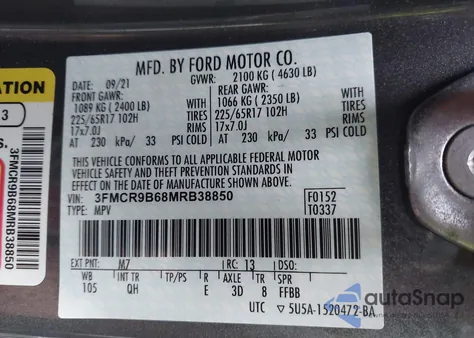 MFD. BY FORD MOTOR CO.
DATE: 09/21 GVWR: 2100 KG ( 4630 LB)
FRONT GAWR: REAR GAWR:
1089 KG ( 2400 LB) 1066 KG ( 2350 LB)
225/65R17 102H TIRES 225/65R17 102H TIRES
17x7.0J RIMS 17x7.0J RIMS
AT 230 kPa/ 33 PSI COLD AT 230 kPa/ 33 PSI COLD
THIS VEHICLE CONFORMS TO ALL APPLICABLE FEDERAL MOTOR
VEHICLE SAFETY AND THEFT PREVENTION STANDARDS IN EFFECT
ON THE DATE OF MANUFACTURE SHOWN ABOVE.
VIN: 3FMCR9B68MRB38850 F0152
TYPE: MPV T0337
EXT PNT: M7 RC: 13 DSO:
WB INT TR TP/PS R AXLE TR SPR
105 QH E 3D 8 FFBB
UTC 5U5A-1520472-BA
ATION
3
s.
3FMCR9B68MRB38850
autoSnap